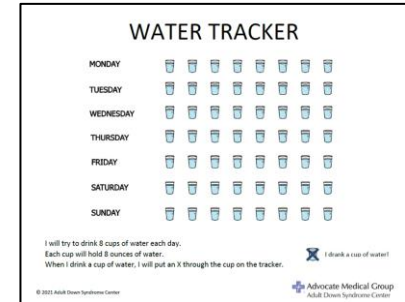 WATER TRACKER
MONDAY
TUESDAY
WEDNESDAY
THURSDAY
FRIDAY
SATURDAY
SUNDAY
I will try to drink 8 cups of water each day.
Each cup will hold 8 ounces of water.
When I drink a cup of water, I will put an X through the cup on the tracker.
I drank a cup of water!
© 2021 Adult Down Syndrome Center
Advocate Medical Group
Adult Down Syndrome Center